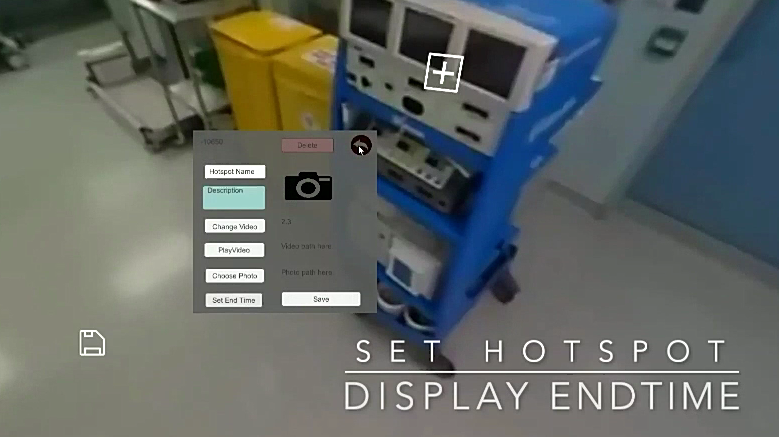 Delete
Hotspot Name
Description
Change Video
2.3
PlayVideo
Video path here
Choose Photo
Photo path here
Set End Time
Save
SET HOTSPOT
DISPLAY ENDTIME